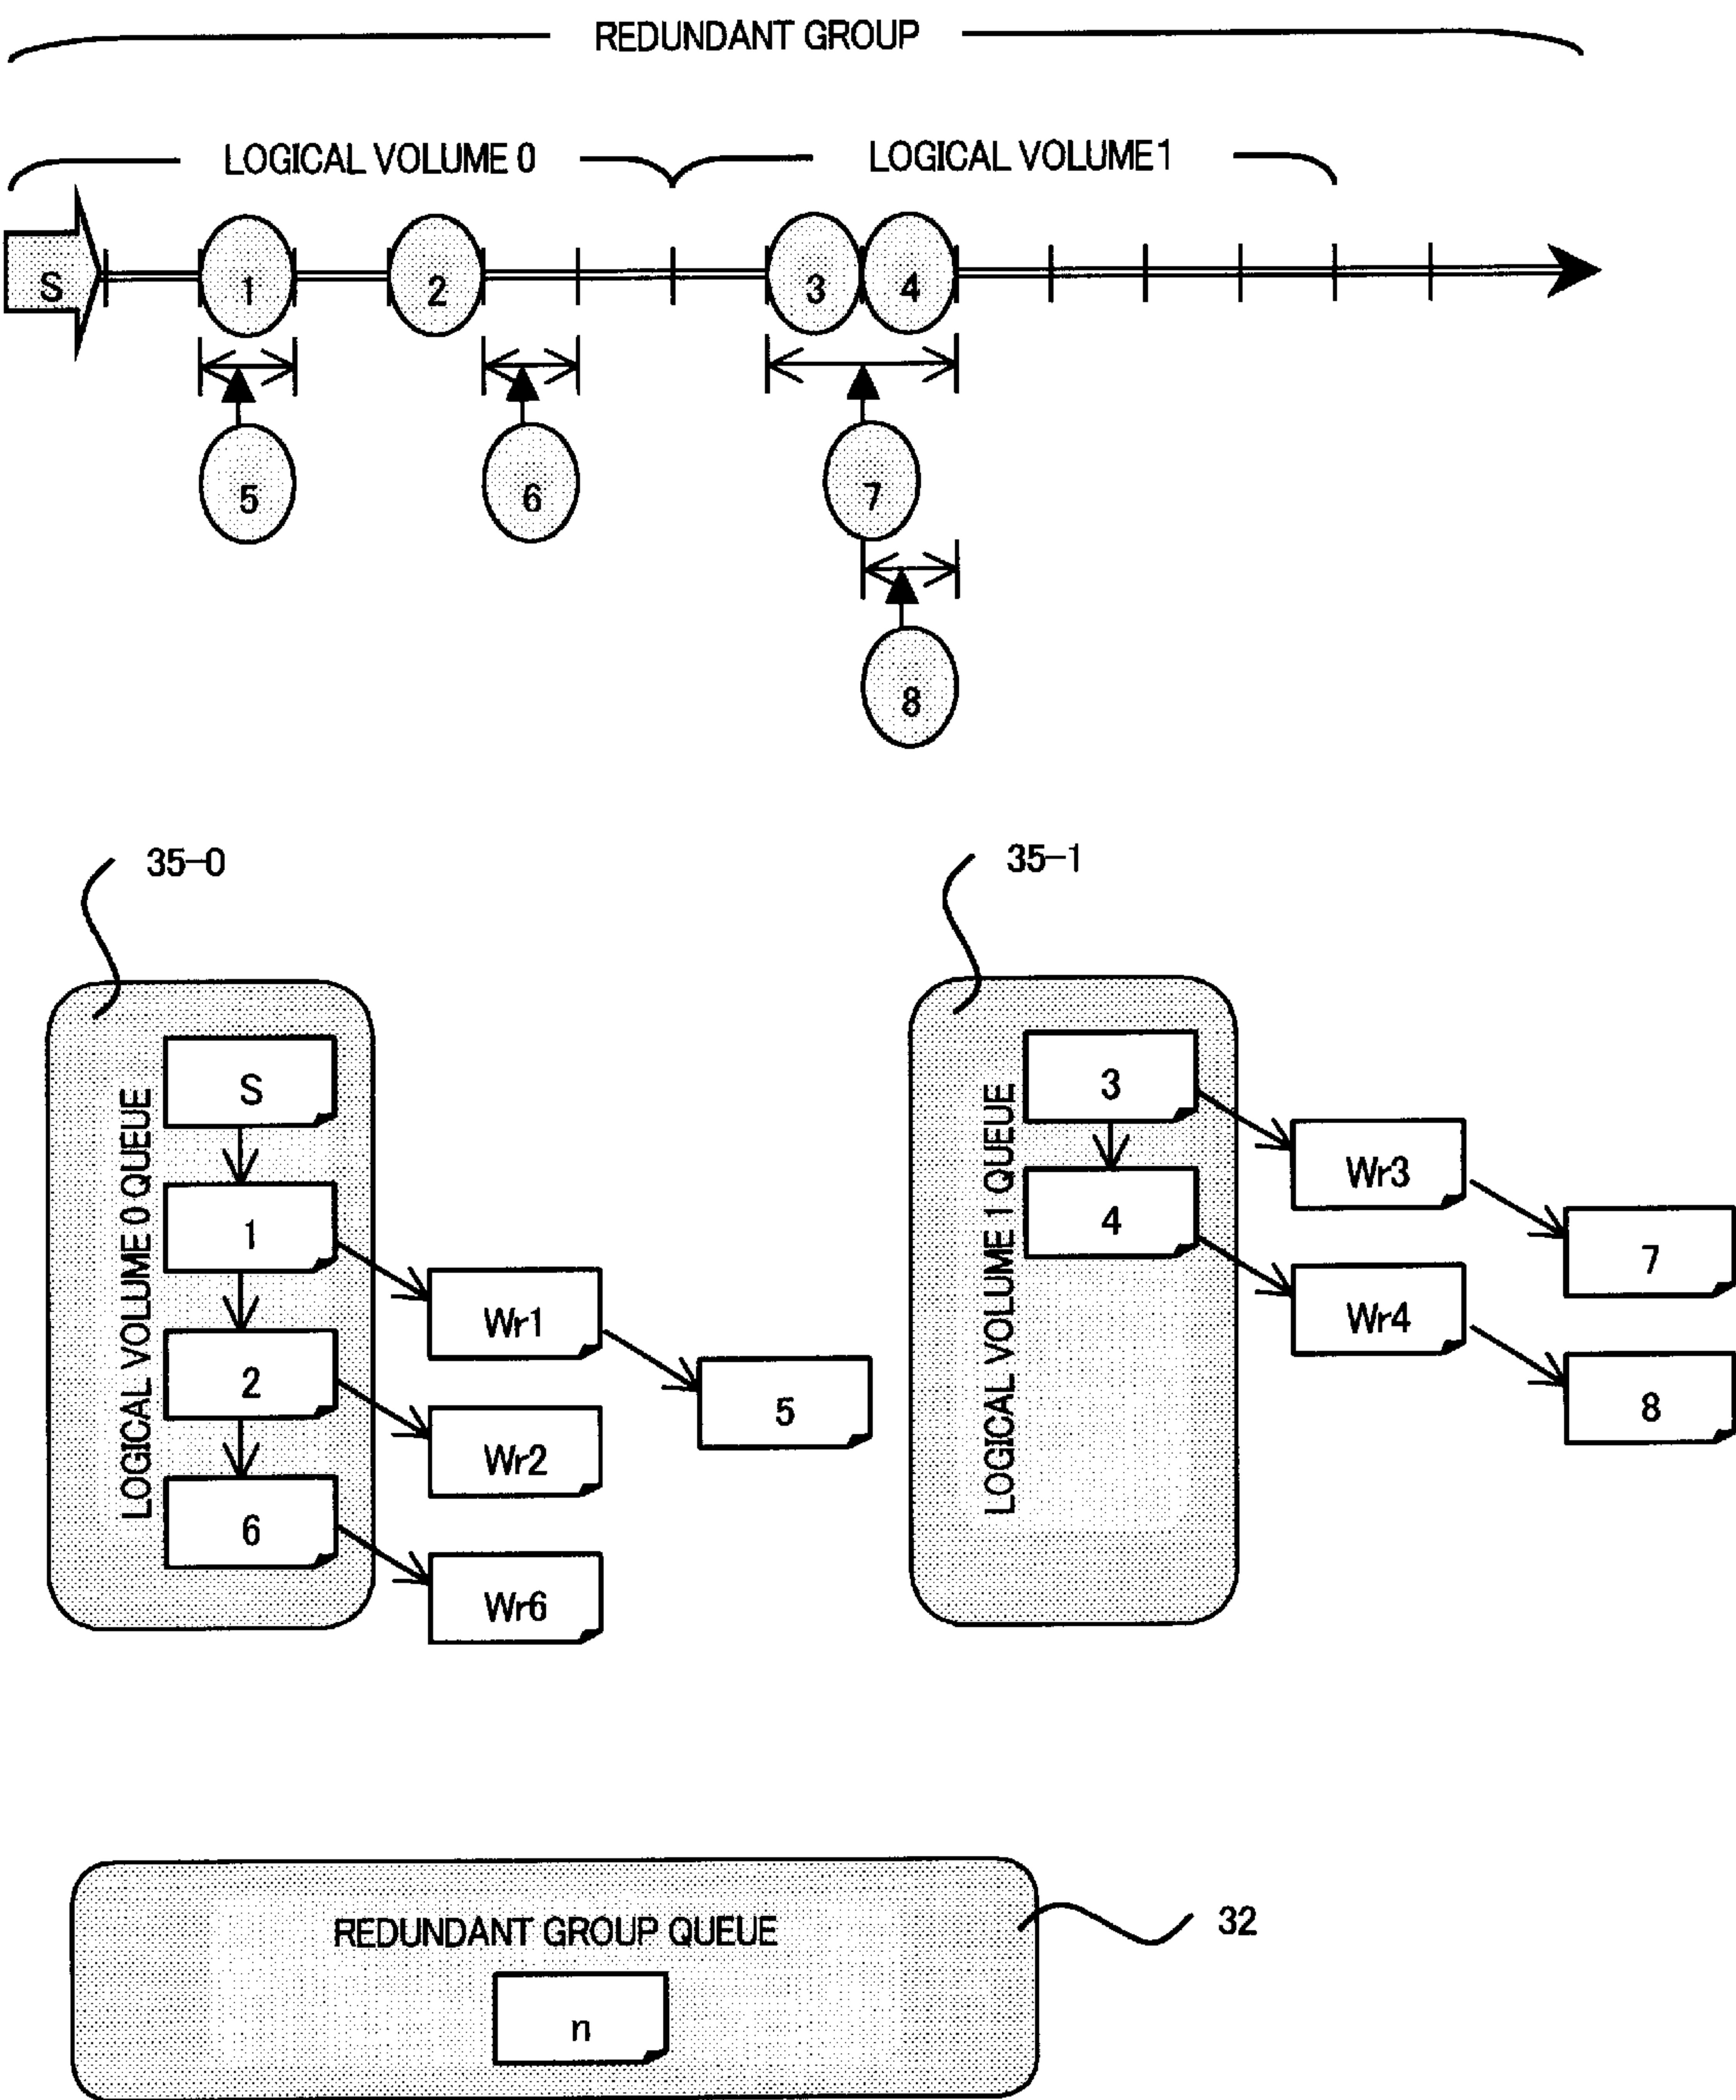 REDUNDANT GROUP
LOGICAL VOLUME 0
LOGICAL VOLUME 1
S
1
2
3
4
5
6
7
8
35-0
35-1
LOGICAL VOLUME 0 QUEUE
S
1
2
6
Wr1
5
Wr2
Wr6
LOGICAL VOLUME 1 QUEUE
3
4
Wr3
7
Wr4
8
REDUNDANT GROUP QUEUE
n
32